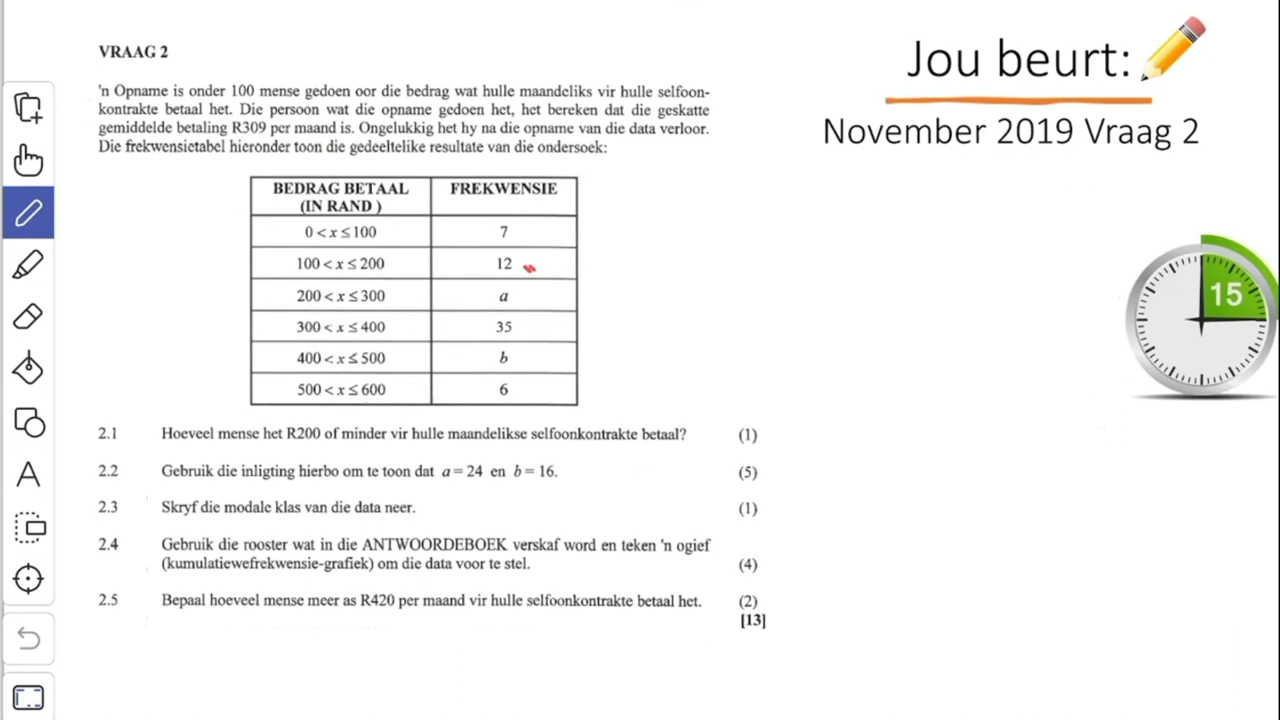 Jou beurt:
November 2019 Vraag 2
15
VRAAG 2
'n Opname is onder 100 mense gedoen oor die bedrag wat hulle maandeliks vir hulle selfoon-
kontrakte betaal het. Die persoon wat die opname gedoen het, het bereken dat die geskatte
gemiddelde betaling R309 per maand is. Ongelukkig het hy na die opname van die data verloor.
Die frekwensietabel hieronder toon die gedeeltelike resultate van die ondersoek:
BEDRAG BETAAL (IN RAND ) FREKWENSIE
0 < x ≤ 100 7
100 < x ≤ 200 12
200 < x ≤ 300 a
300 < x ≤ 400 35
400 < x ≤ 500 b
500 < x ≤ 600 6
2.1 Hoeveel mense het R200 of minder vir hulle maandelikse selfoonkontrakte betaal? (1)
2.2 Gebruik die inligting hierbo om te toon dat a = 24 en b = 16. (5)
2.3 Skryf die modale klas van die data neer. (1)
2.4 Gebruik die rooster wat in die ANTWOORDEBOEK verskaf word en teken 'n ogief
(kumulatiewefrekwensie-grafiek) om die data voor te stel. (4)
2.5 Bepaal hoeveel mense meer as R420 per maand vir hulle selfoonkontrakte betaal het. (2)
[13]
A